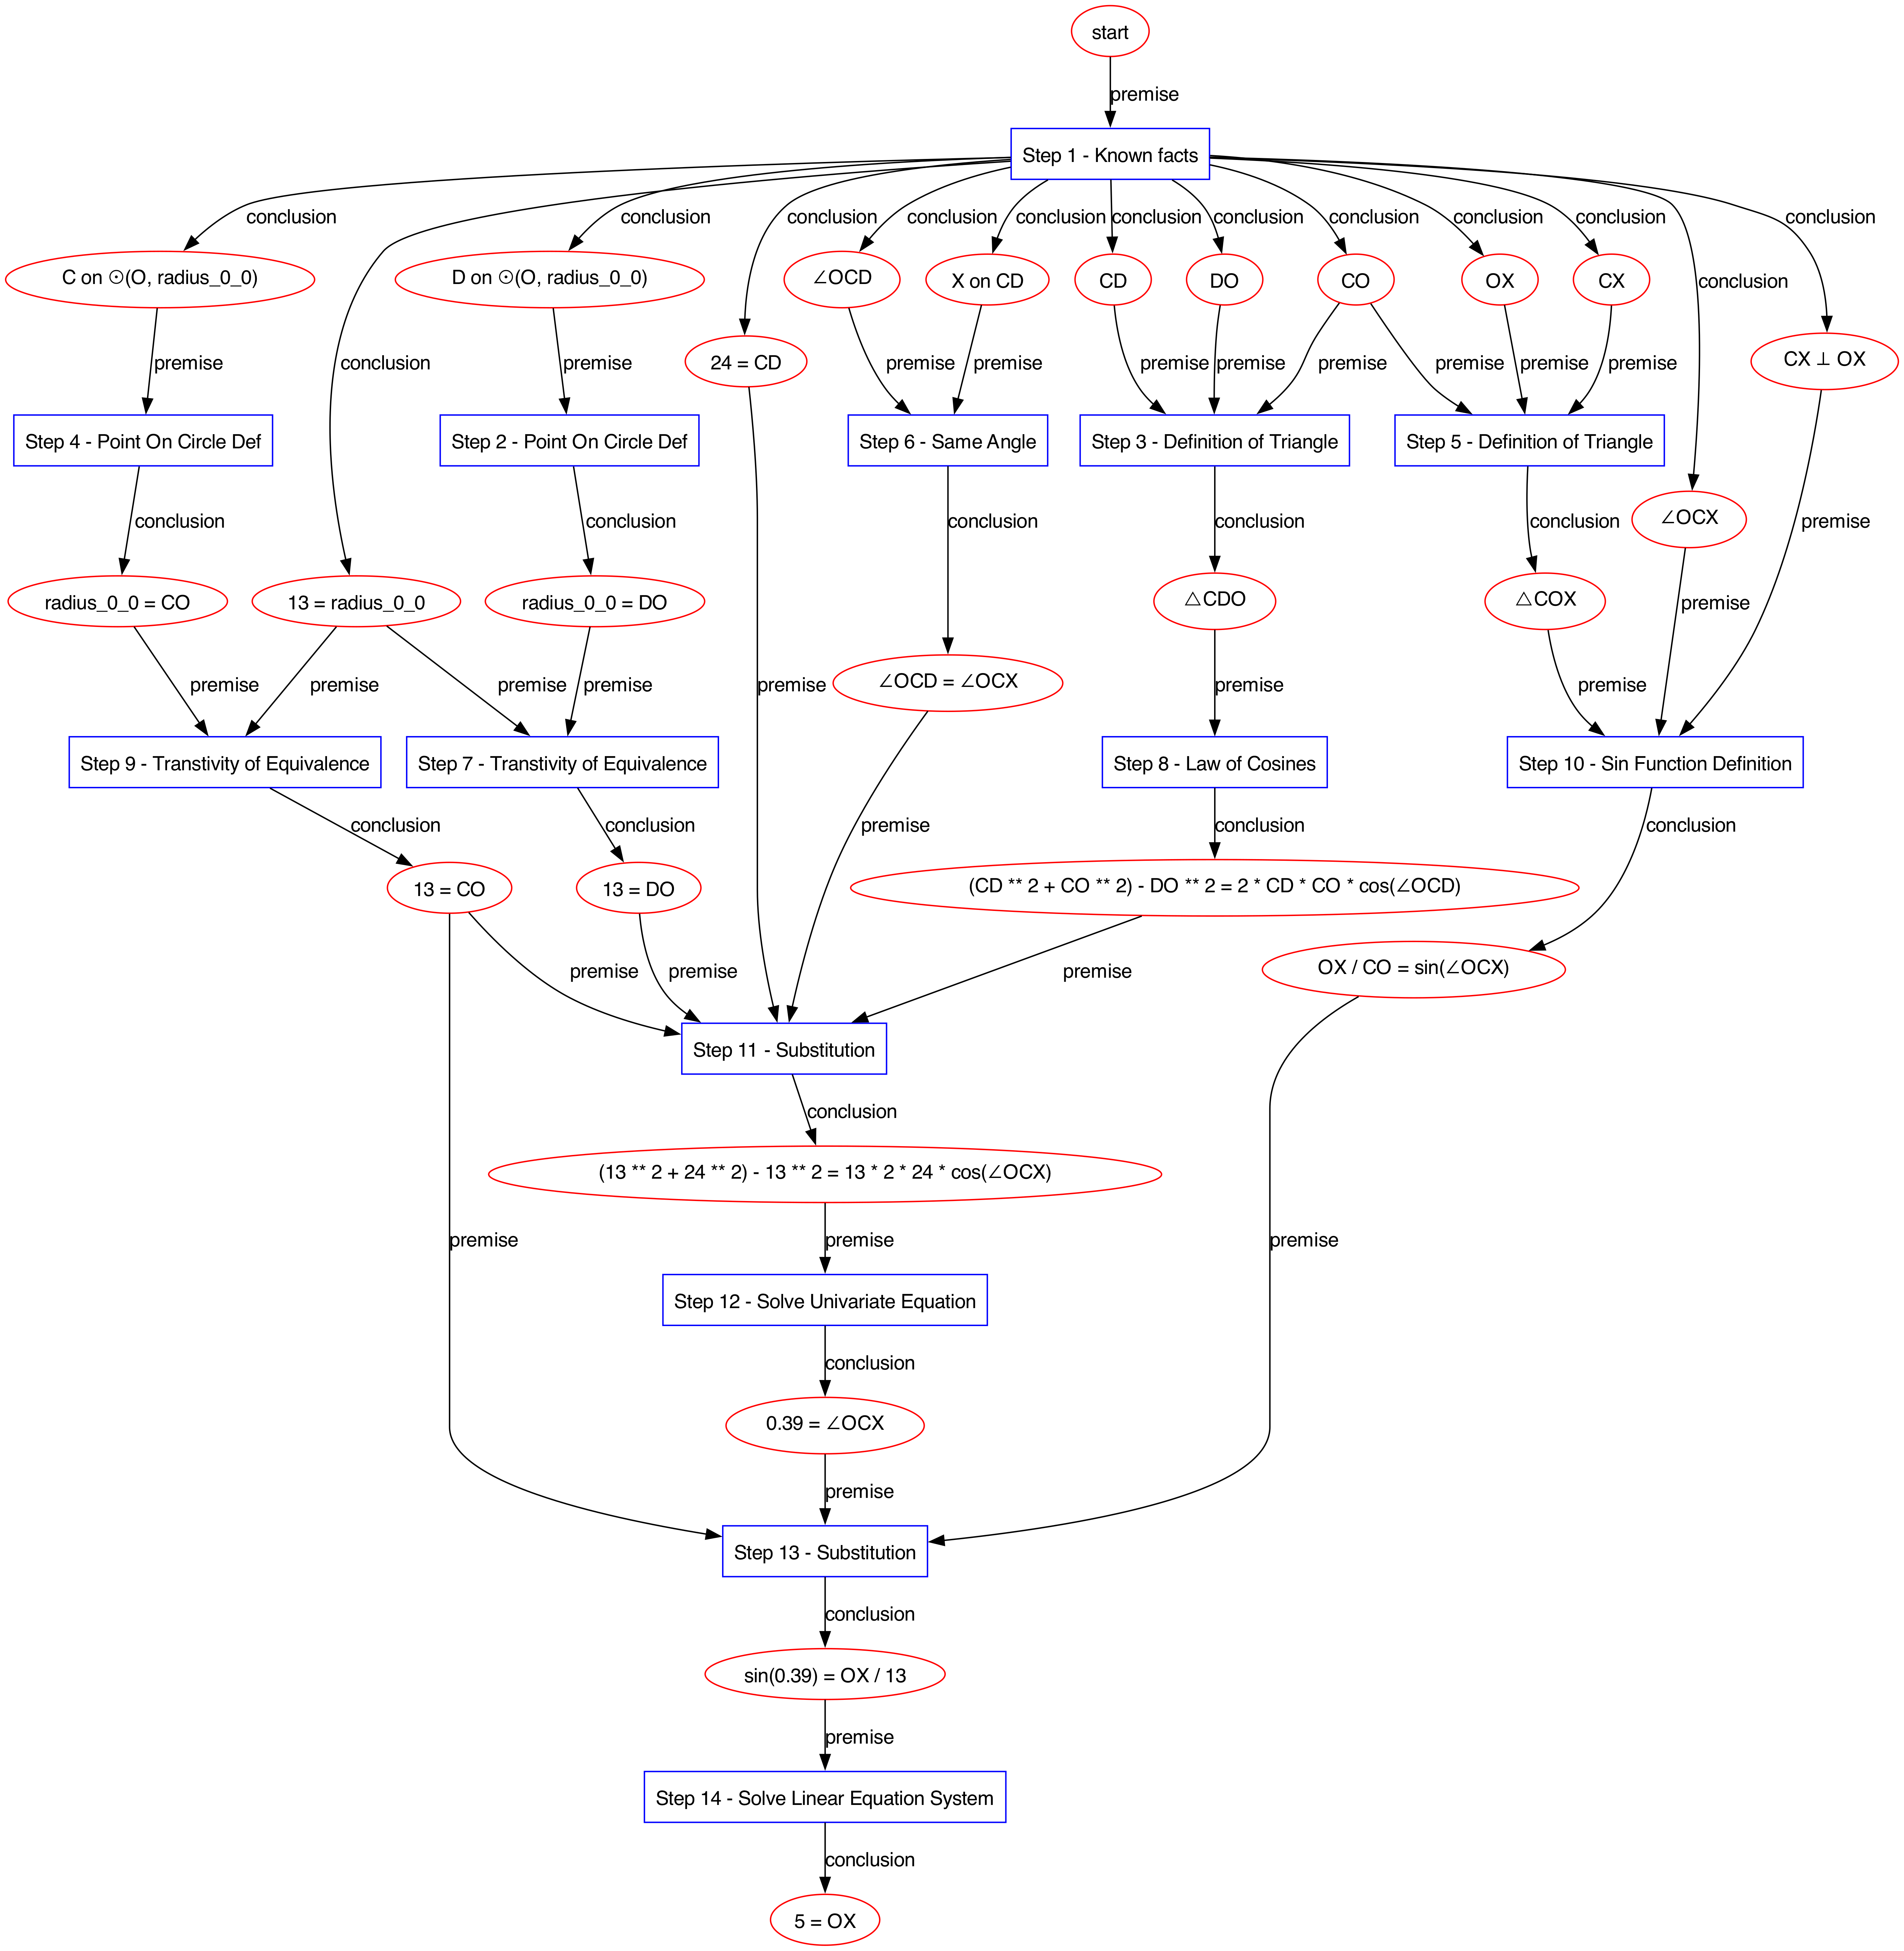 start
premise
Step 1 - Known facts
conclusion
conclusion
conclusion
conclusion
conclusion
conclusion
conclusion
conclusion
conclusion
conclusion
C on ⊙(O, radius_0_0)
D on ⊙(O, radius_0_0)
∠OCD
X on CD
CD
DO
CO
OX
CX
conclusion
conclusion
premise
conclusion
premise
24 = CD
premise
premise
premise
premise
premise
premise
premise
premise
CX ⊥ OX
Step 4 - Point On Circle Def
Step 2 - Point On Circle Def
Step 6 - Same Angle
Step 3 - Definition of Triangle
Step 5 - Definition of Triangle
conclusion
conclusion
conclusion
conclusion
conclusion
∠OCX
premise
radius_0_0 = CO
13 = radius_0_0
radius_0_0 = DO
△CDO
△COX
premise
premise
premise
premise
premise
premise
∠OCD = ∠OCX
premise
premise
Step 9 - Transtivity of Equivalence
Step 7 - Transtivity of Equivalence
Step 8 - Law of Cosines
Step 10 - Sin Function Definition
conclusion
conclusion
premise
conclusion
conclusion
13 = CO
13 = DO
(CD ** 2 + CO ** 2) - DO ** 2 = 2 * CD * CO * cos(∠OCD)
premise
premise
premise
OX / CO = sin(∠OCX)
Step 11 - Substitution
conclusion
(13 ** 2 + 24 ** 2) - 13 ** 2 = 13 * 2 * 24 * cos(∠OCX)
premise
premise
premise
Step 12 - Solve Univariate Equation
conclusion
0.39 = ∠OCX
premise
Step 13 - Substitution
conclusion
sin(0.39) = OX / 13
premise
Step 14 - Solve Linear Equation System
conclusion
5 = OX